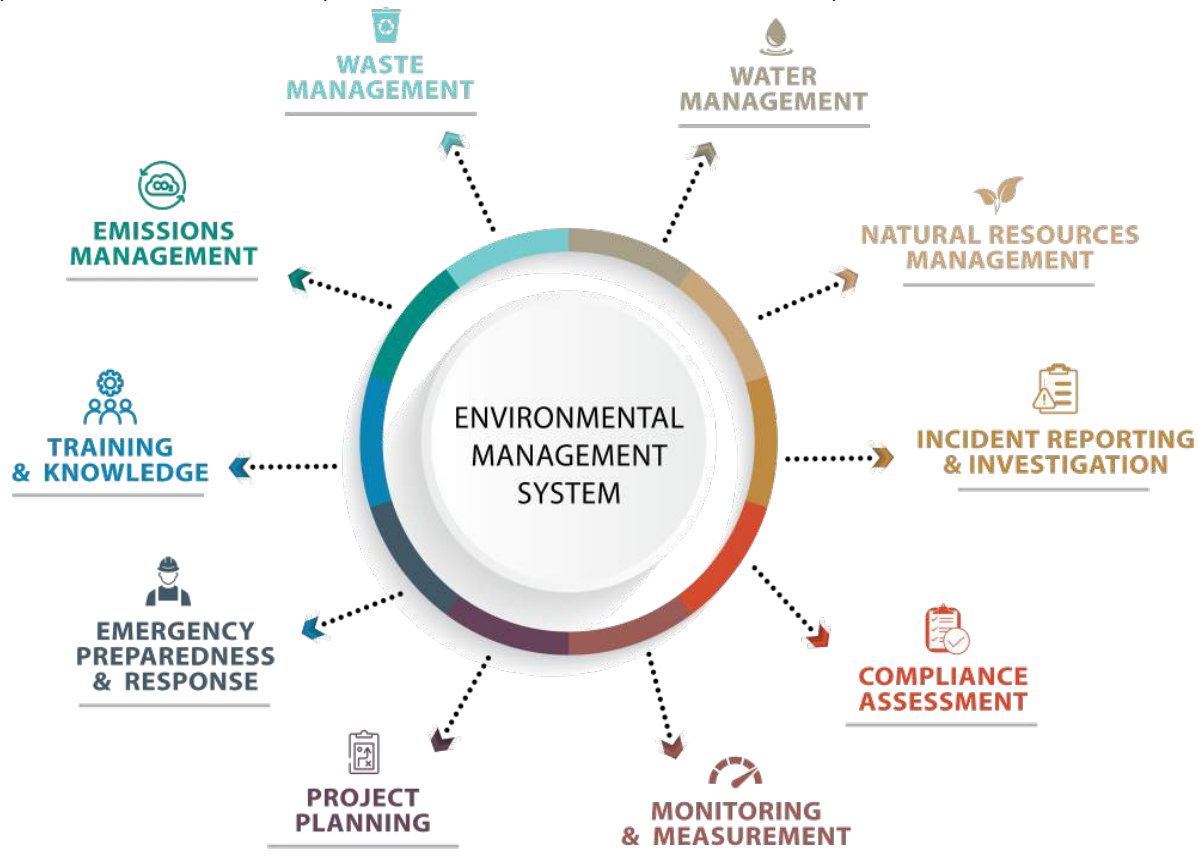 WASTE
MANAGEMENT
WATER
MANAGEMENT
CO₂
EMISSIONS
MANAGEMENT
NATURAL RESOURCES
MANAGEMENT
TRAINING
& KNOWLEDGE
ENVIRONMENTAL
MANAGEMENT
SYSTEM
INCIDENT REPORTING
& INVESTIGATION
EMERGENCY
PREPAREDNESS
& RESPONSE
COMPLIANCE
ASSESSMENT
PROJECT
PLANNING
MONITORING
& MEASUREMENT